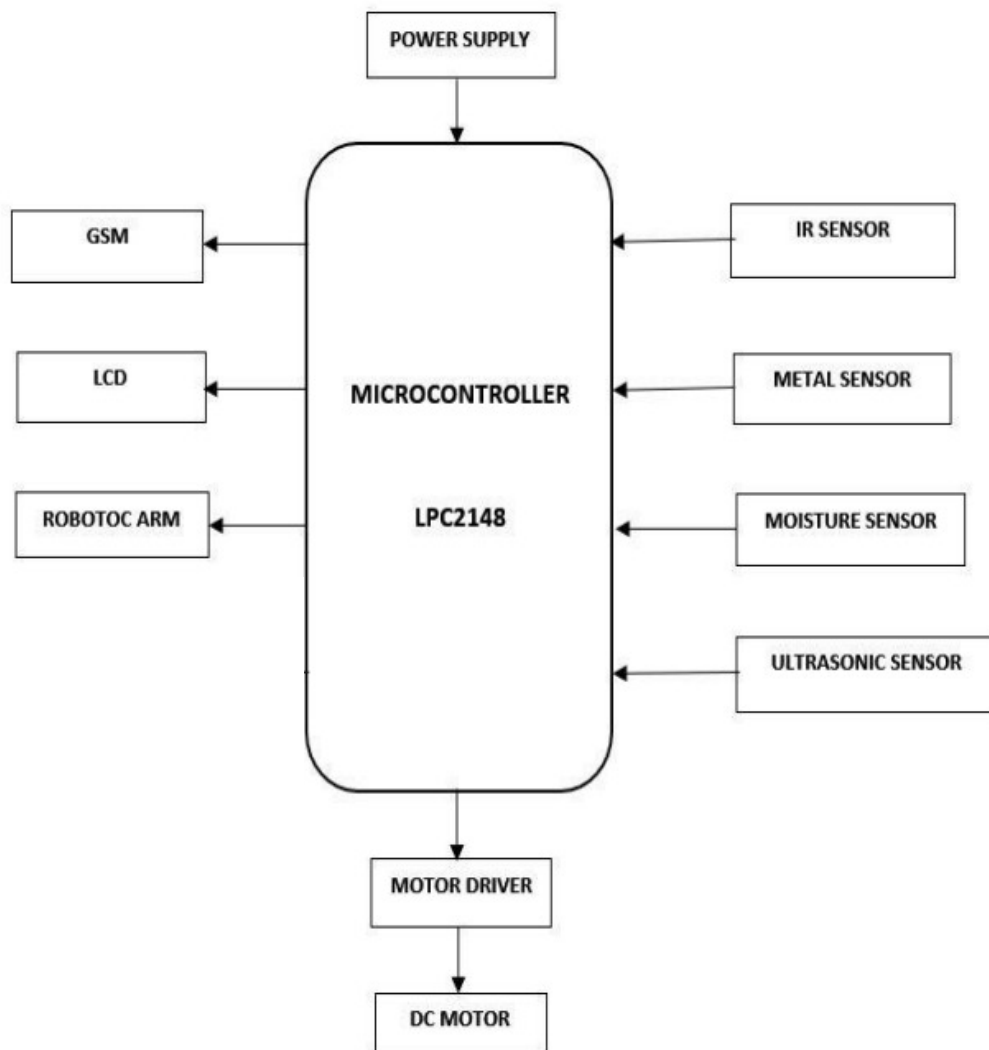 POWER SUPPLY
GSM
IR SENSOR
LCD
MICROCONTROLLER
METAL SENSOR
ROBOTOC ARM
LPC2148
MOISTURE SENSOR
ULTRASONIC SENSOR
MOTOR DRIVER
DC MOTOR